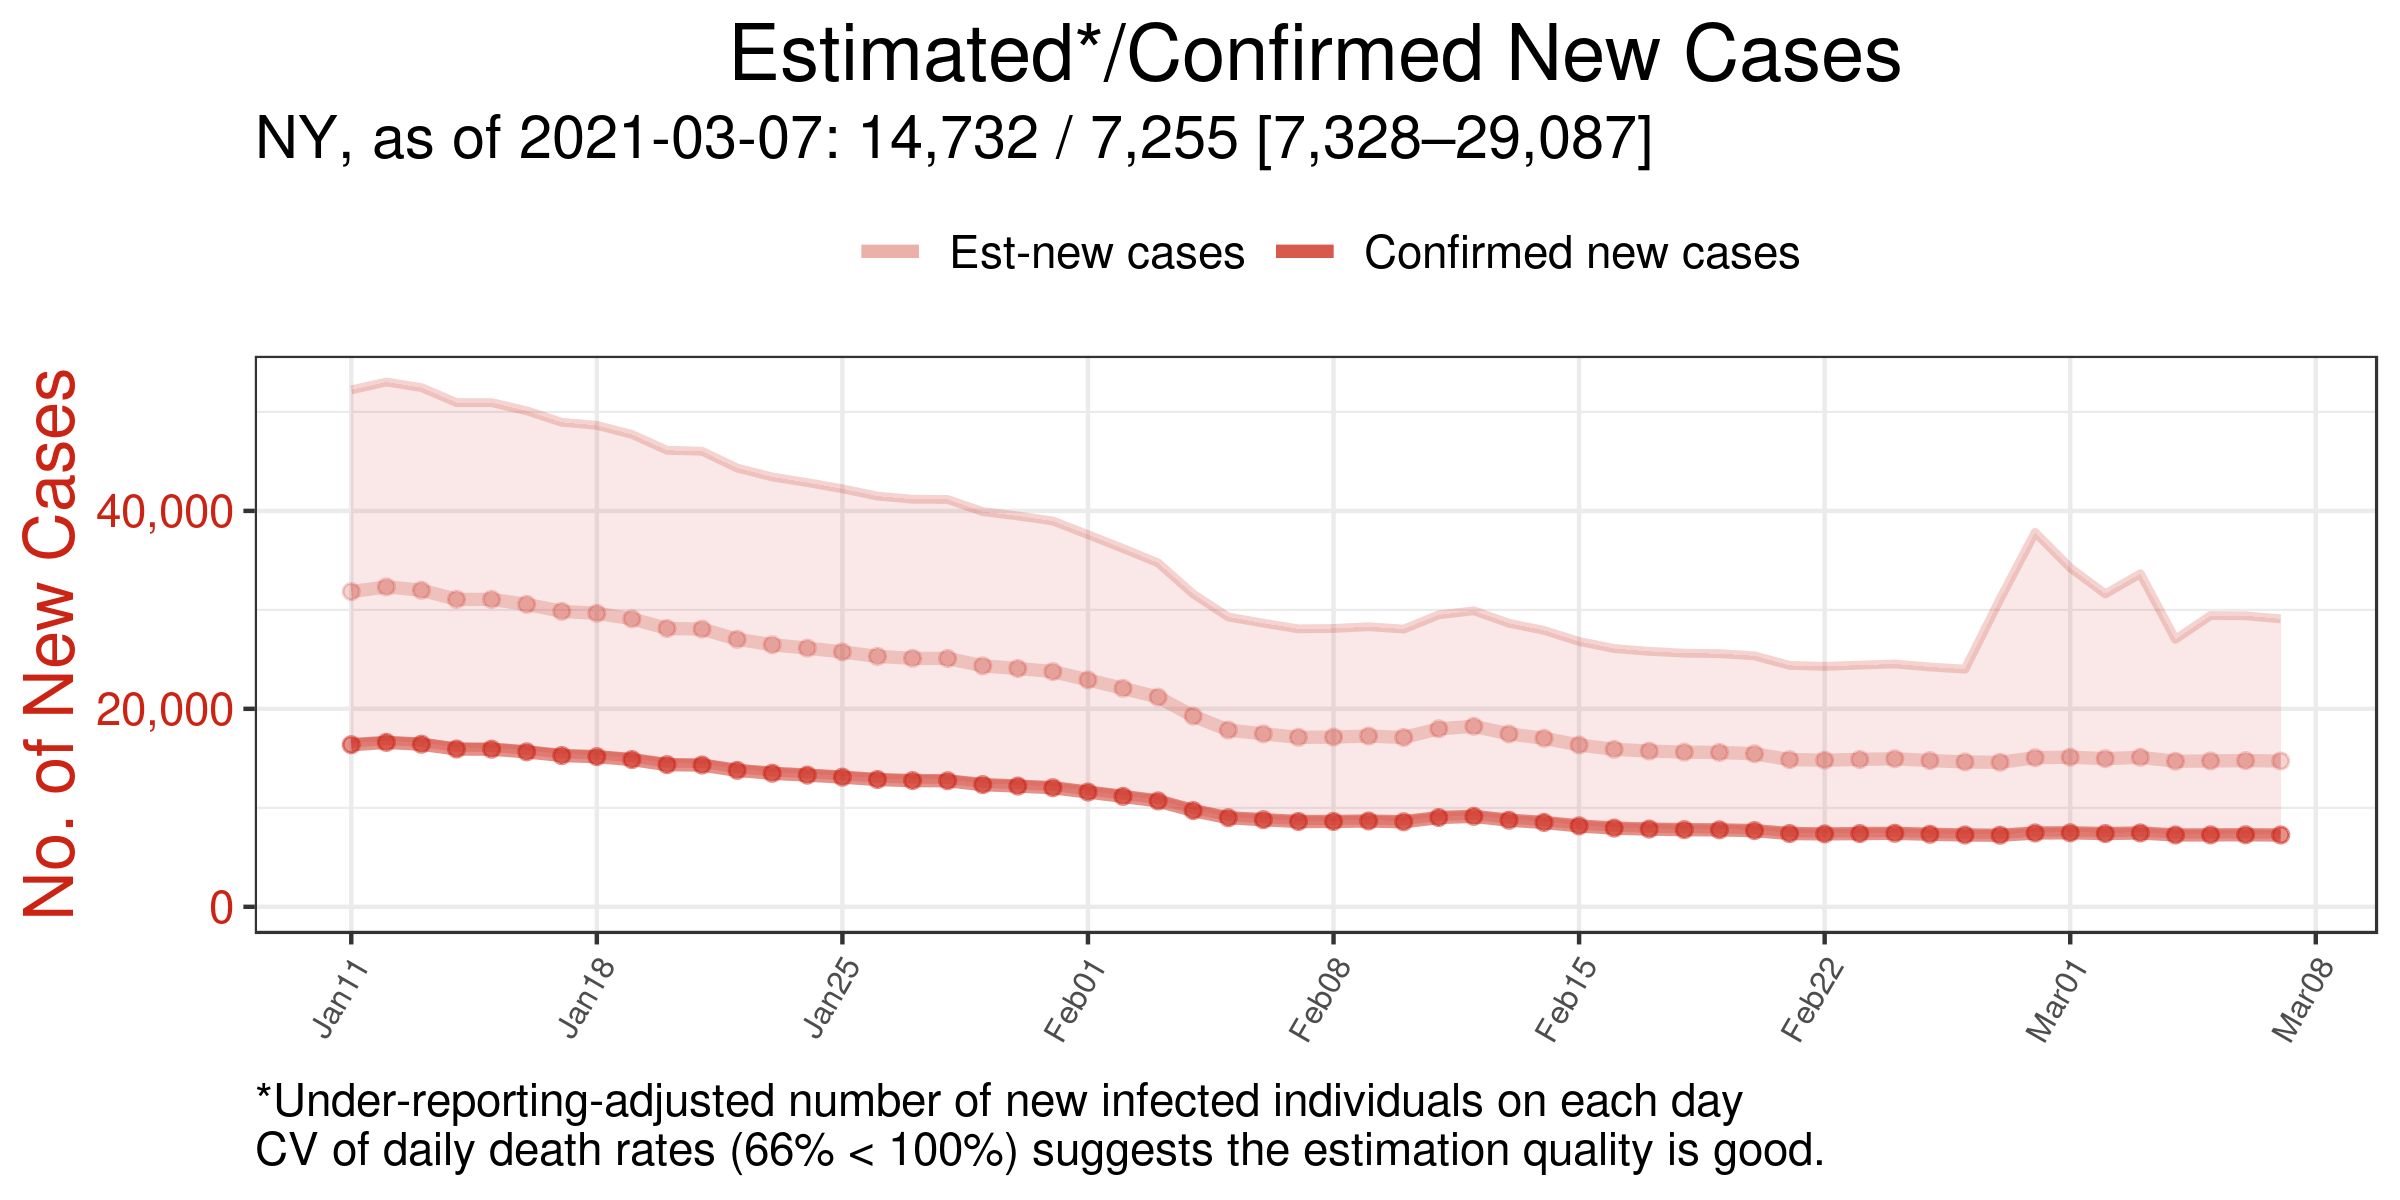 Estimated*/Confirmed New Cases
NY, as of 2021-03-07: 14,732 / 7,255 [7,328–29,087]
Est-new cases Confirmed new cases
No. of New Cases
40,000
20,000
0
Jan11 Jan18 Jan25 Feb01 Feb08 Feb15 Feb22 Mar01 Mar08
*Under-reporting-adjusted number of new infected individuals on each day
CV of daily death rates (66% < 100%) suggests the estimation quality is good.